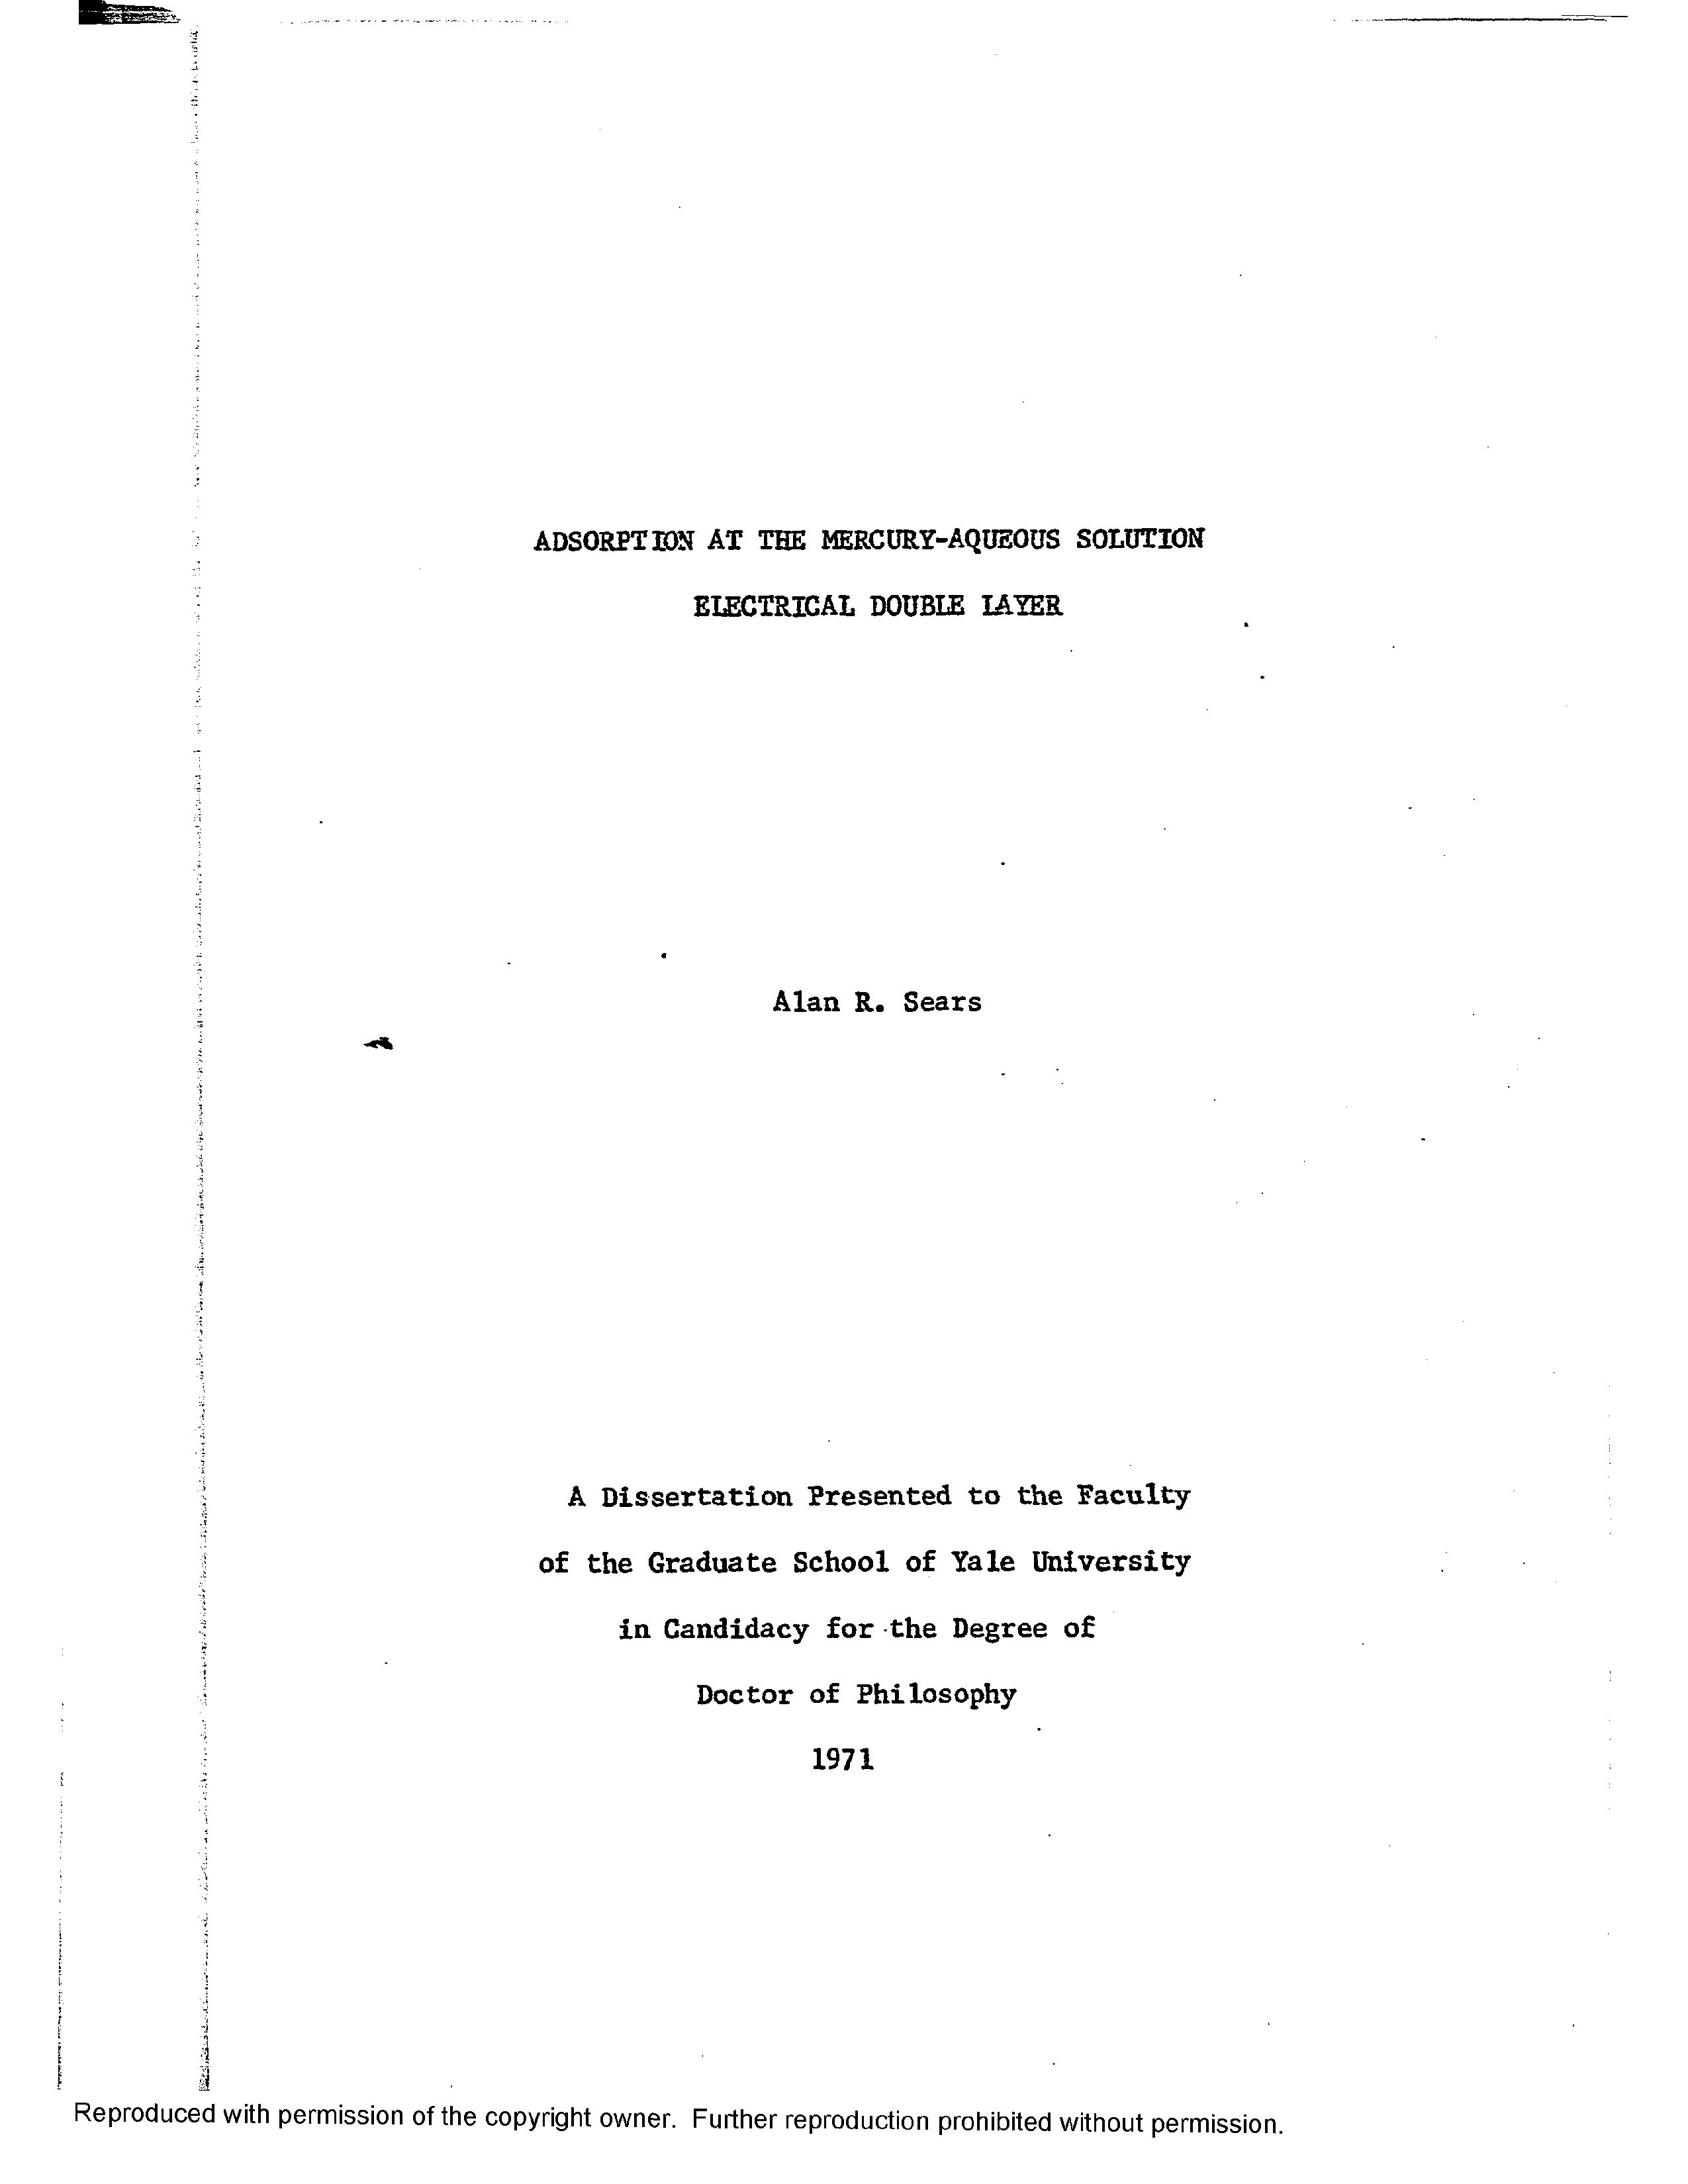 ADSORPTION AT THE MERCURY-AQUEOUS SOLUTION
ELECTRICAL DOUBLE LAYER
Alan R. Sears
A Dissertation Presented to the Faculty
of the Graduate School of Yale University
in Candidacy for the Degree of
Doctor of Philosophy
1971
Reproduced with permission of the copyright owner. Further reproduction prohibited without permission.